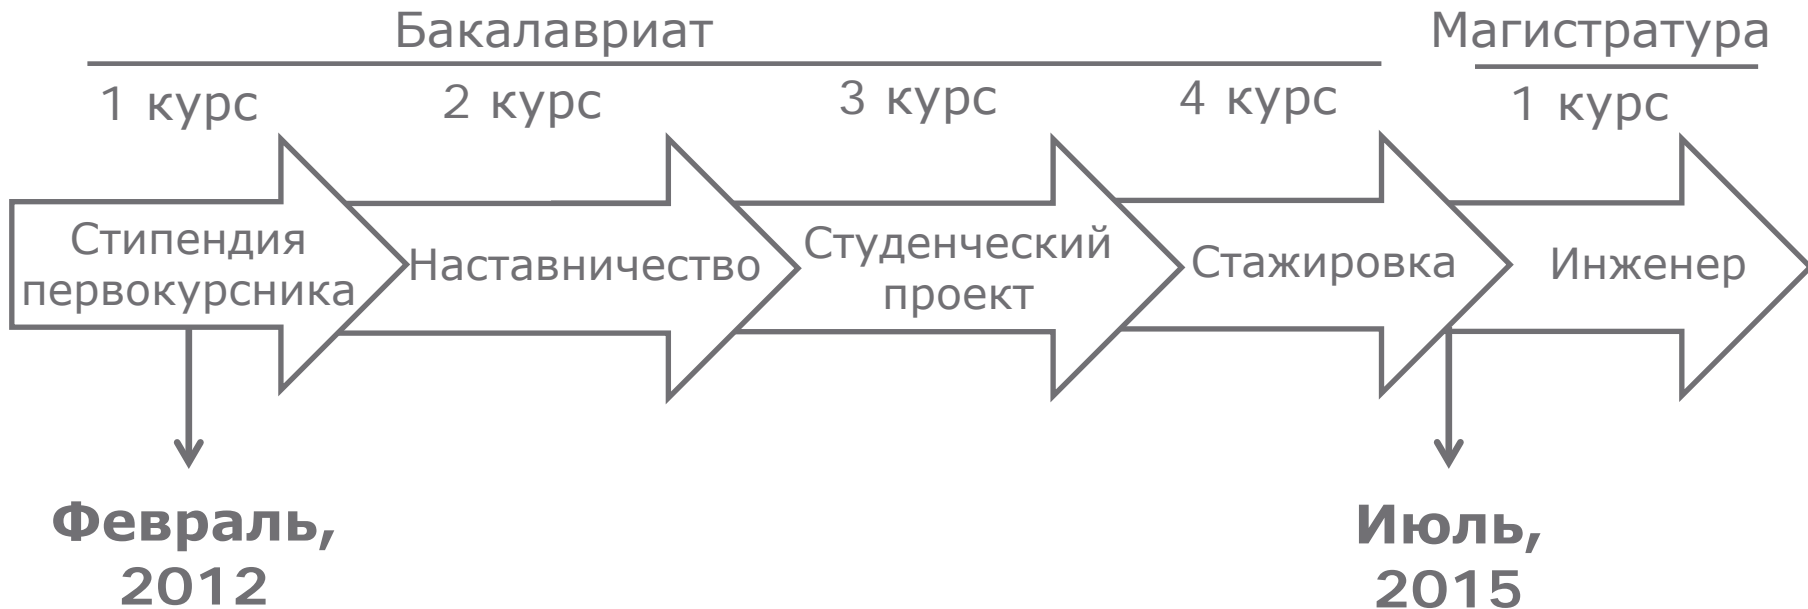 Бакалавриат
Магистратура
1 курс
2 курс
3 курс
4 курс
1 курс
Стипендия
первокурсника
Наставничество
Студенческий
проект
Стажировка
Инженер
Февраль,
2012
Июль,
2015